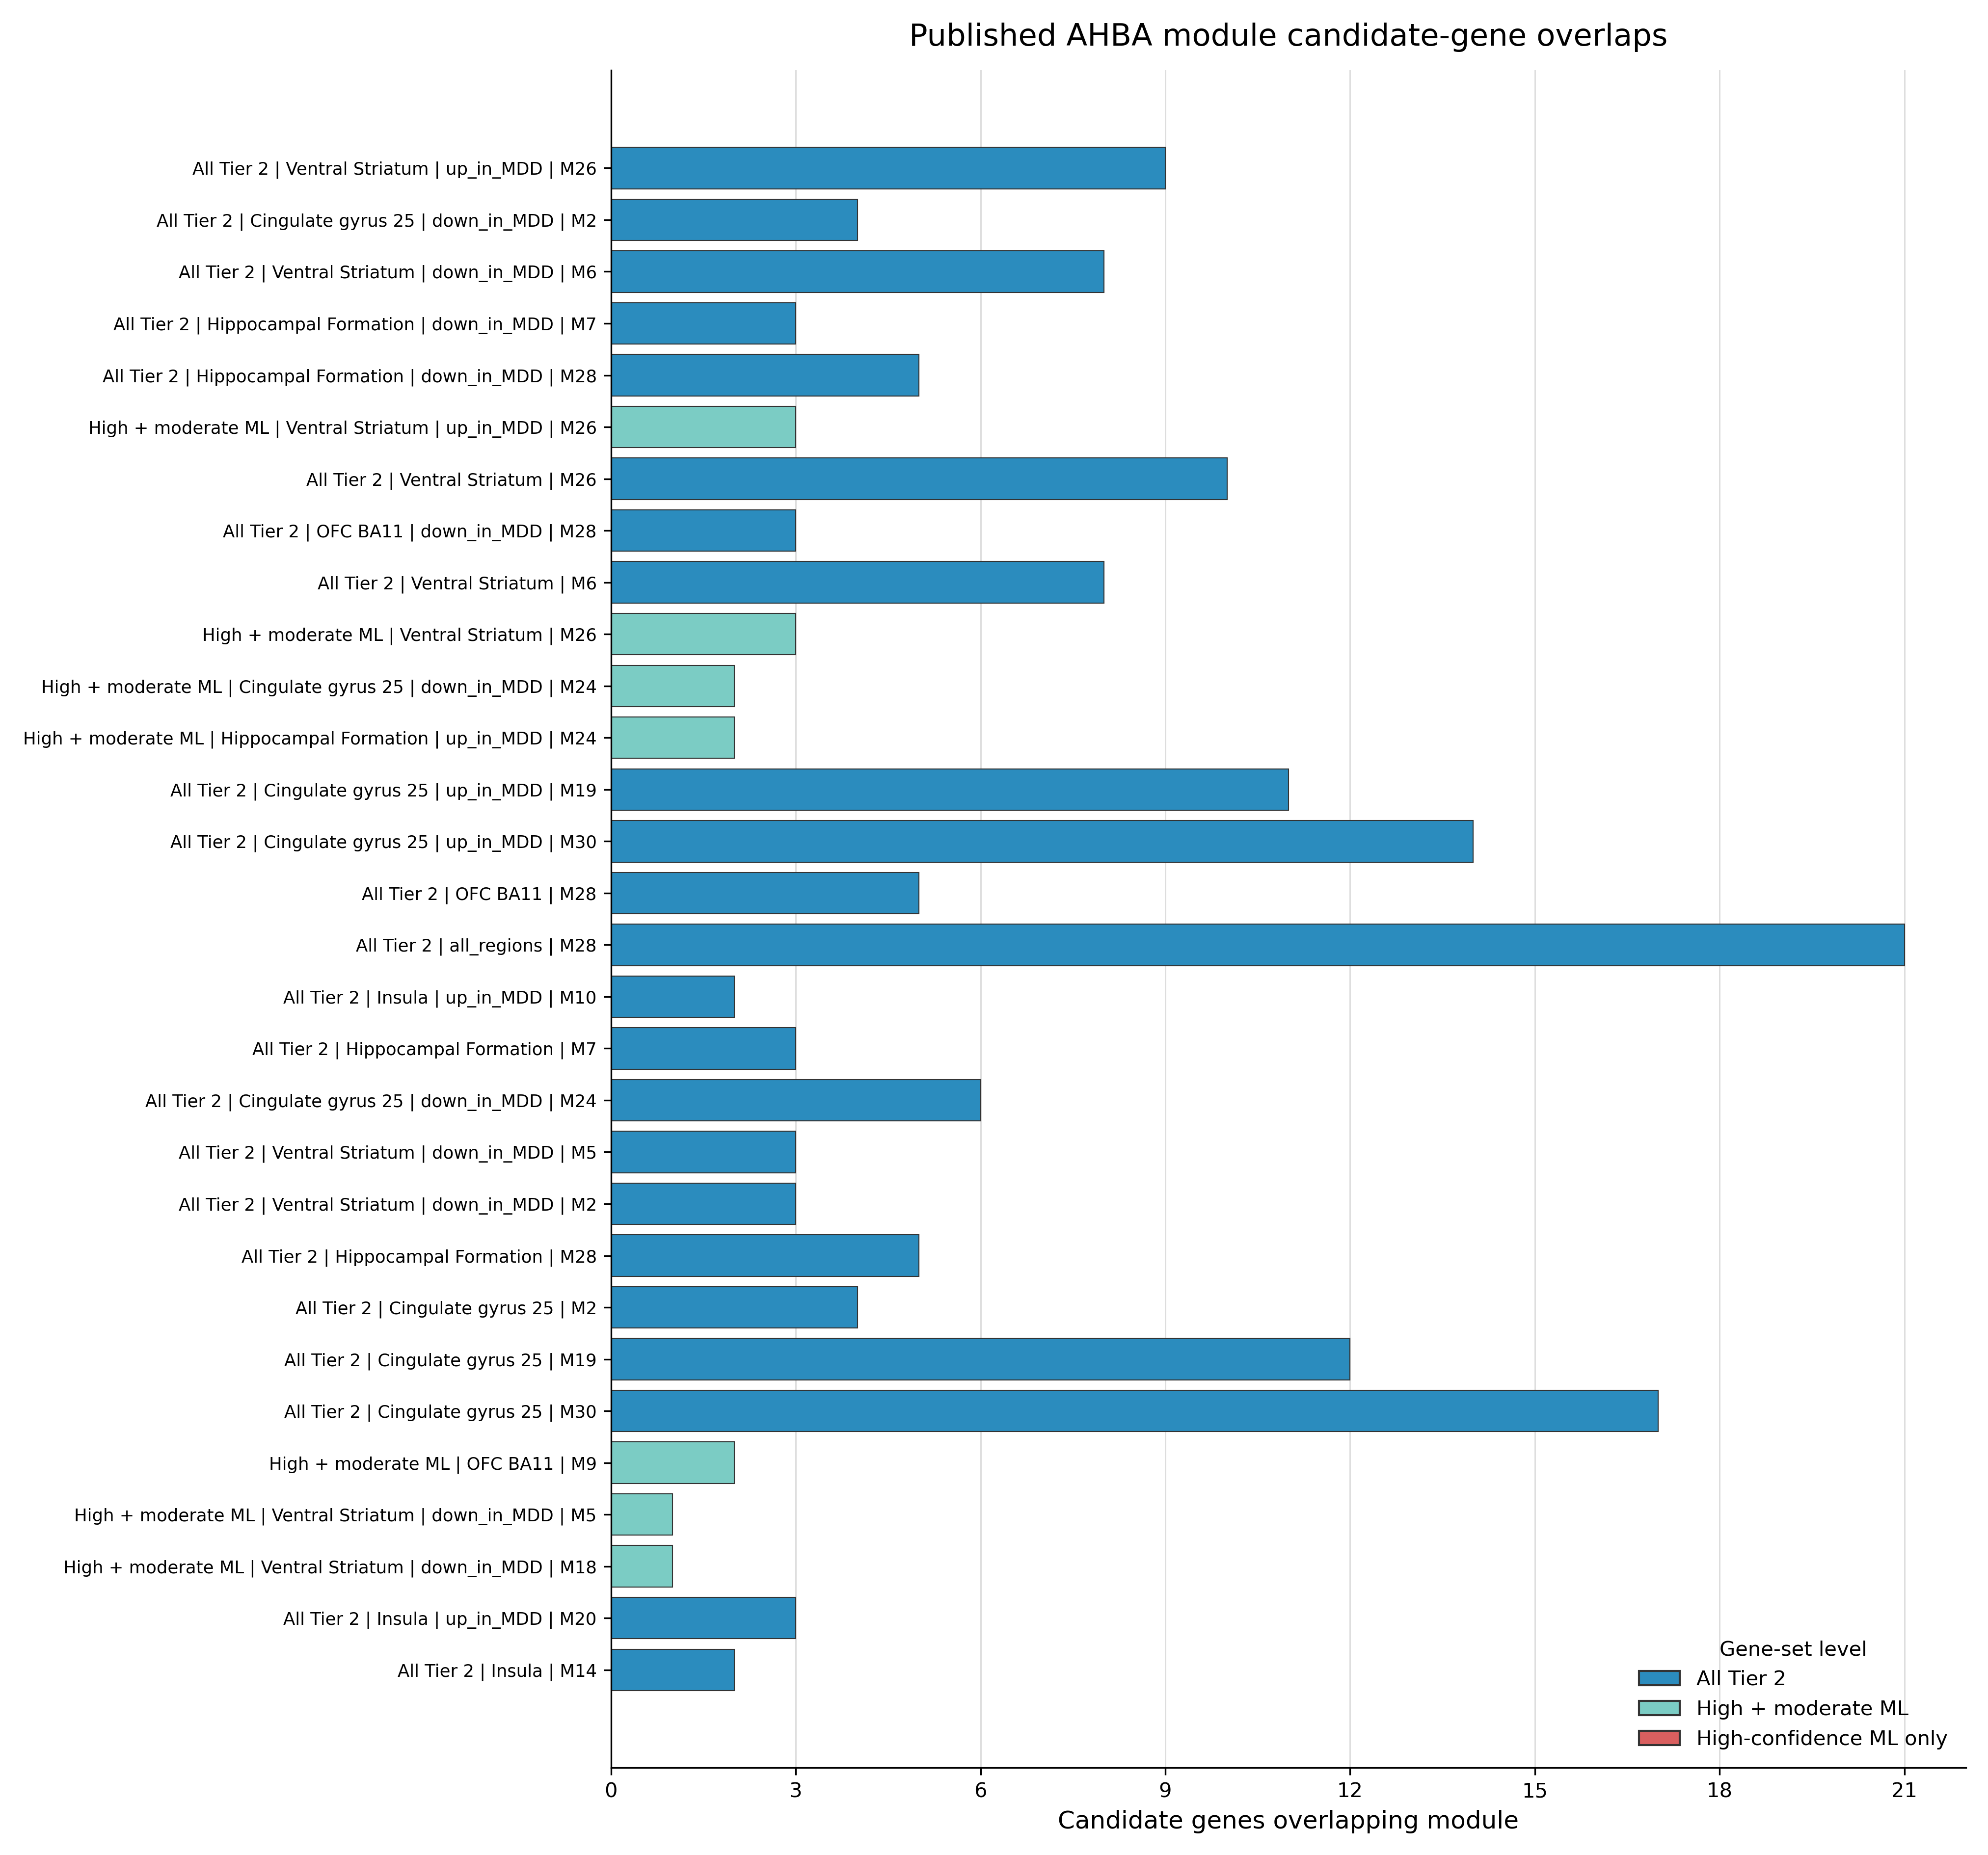 Published AHBA module candidate-gene overlaps
All Tier 2 | Ventral Striatum | up_in_MDD | M26
All Tier 2 | Cingulate gyrus 25 | down_in_MDD | M2
All Tier 2 | Ventral Striatum | down_in_MDD | M6
All Tier 2 | Hippocampal Formation | down_in_MDD | M7
All Tier 2 | Hippocampal Formation | down_in_MDD | M28
High + moderate ML | Ventral Striatum | up_in_MDD | M26
All Tier 2 | Ventral Striatum | M26
All Tier 2 | OFC BA11 | down_in_MDD | M28
All Tier 2 | Ventral Striatum | M6
High + moderate ML | Ventral Striatum | M26
High + moderate ML | Cingulate gyrus 25 | down_in_MDD | M24
High + moderate ML | Hippocampal Formation | up_in_MDD | M24
All Tier 2 | Cingulate gyrus 25 | up_in_MDD | M19
All Tier 2 | Cingulate gyrus 25 | up_in_MDD | M30
All Tier 2 | OFC BA11 | M28
All Tier 2 | all_regions | M28
All Tier 2 | Insula | up_in_MDD | M10
All Tier 2 | Hippocampal Formation | M7
All Tier 2 | Cingulate gyrus 25 | down_in_MDD | M24
All Tier 2 | Ventral Striatum | down_in_MDD | M5
All Tier 2 | Ventral Striatum | down_in_MDD | M2
All Tier 2 | Hippocampal Formation | M28
All Tier 2 | Cingulate gyrus 25 | M2
All Tier 2 | Cingulate gyrus 25 | M19
All Tier 2 | Cingulate gyrus 25 | M30
High + moderate ML | OFC BA11 | M9
High + moderate ML | Ventral Striatum | down_in_MDD | M5
High + moderate ML | Ventral Striatum | down_in_MDD | M18
All Tier 2 | Insula | up_in_MDD | M20
All Tier 2 | Insula | M14
Gene-set level
All Tier 2
High + moderate ML
High-confidence ML only
0 3 6 9 12 15 18 21
Candidate genes overlapping module